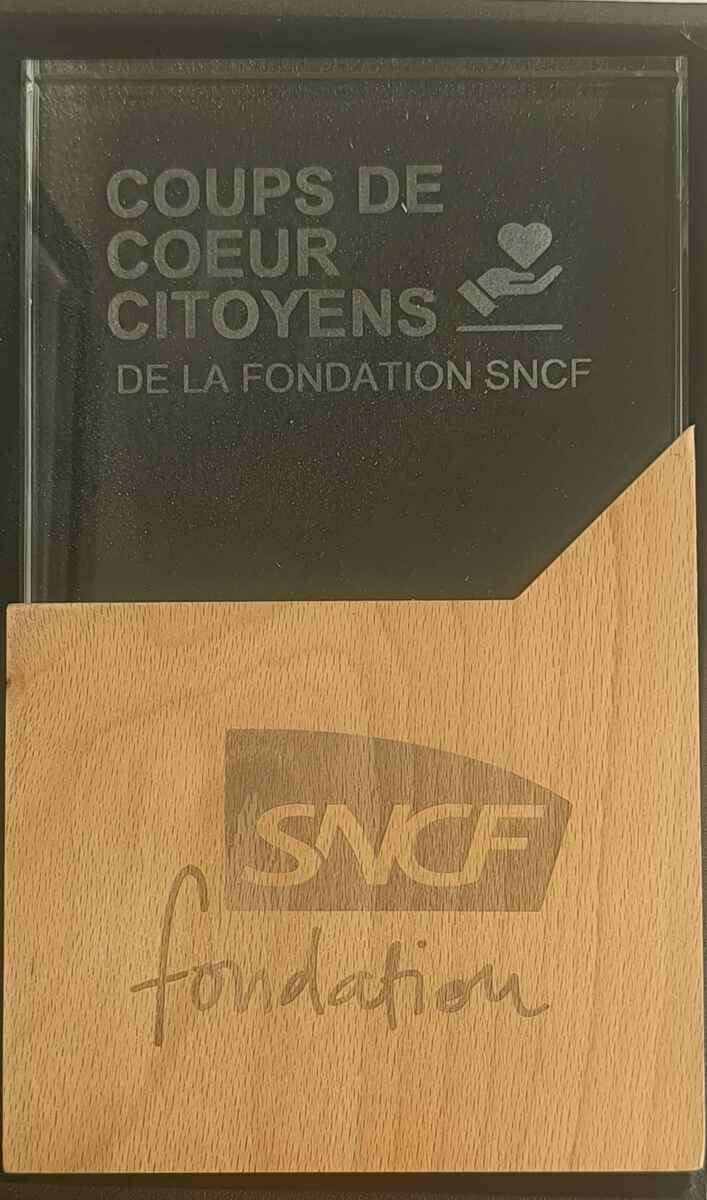 COUPS DE
COEUR
CITOYENS
DE LA FONDATION SNCF
SNCF
fondation